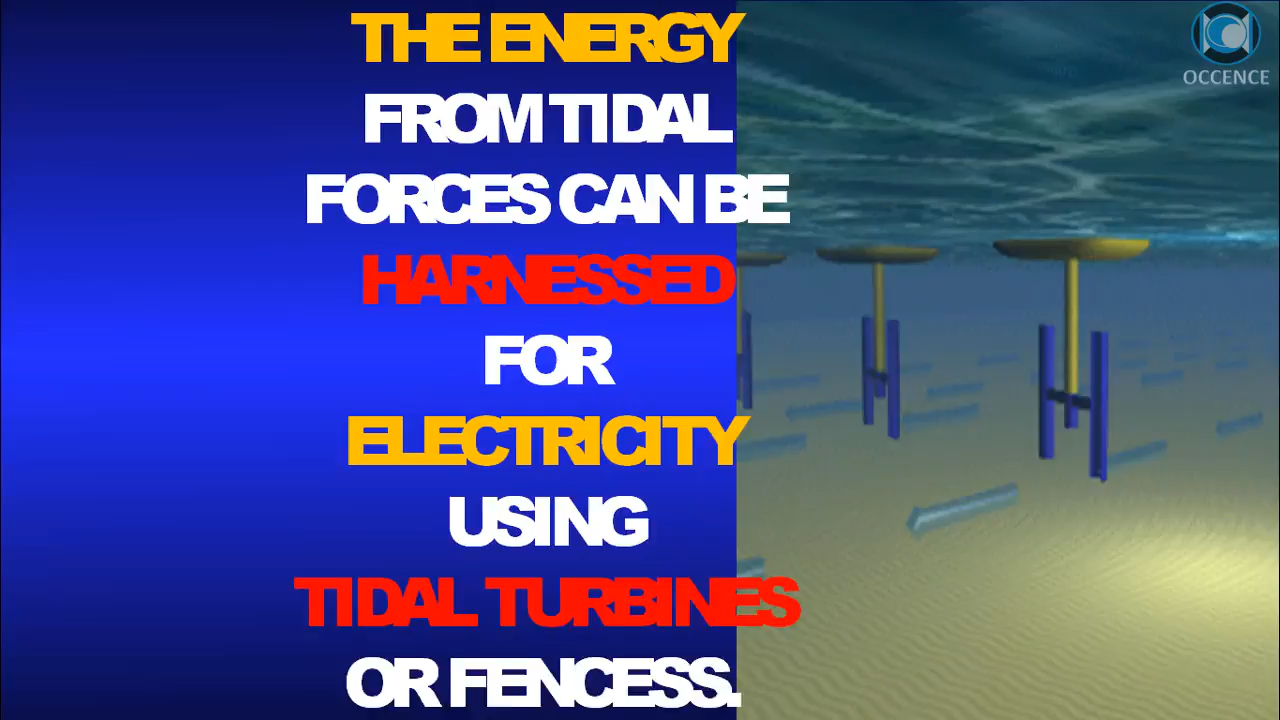 THE ENERGY
FROM TIDAL
FORCES CAN BE
HARNESSED
FOR
ELECTRICITY
USING
TIDAL TURBINES
OR FENCESS.
OCCENCE